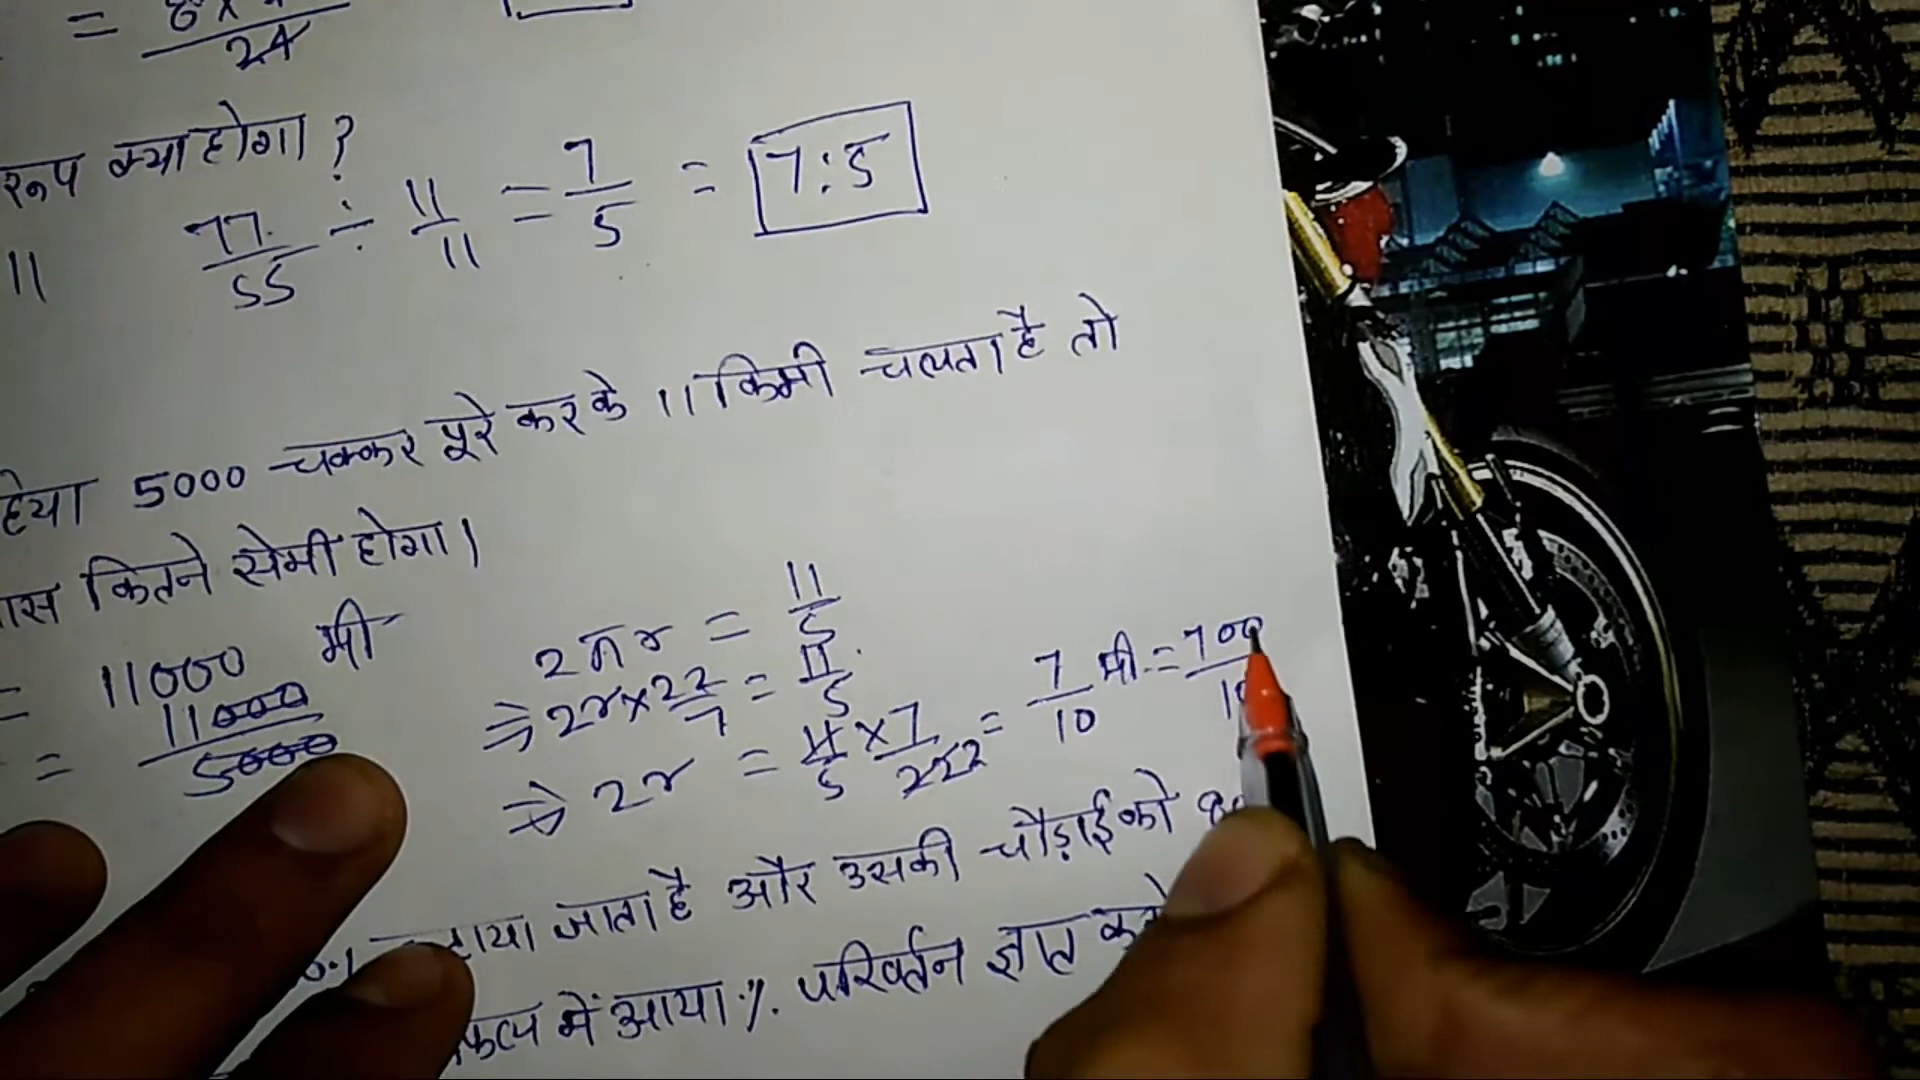 = 6 ×
24
रूप क्या होगा ?
11 77/55 ÷ 11/11 = 7/5 = 7:5
5000 चक्कर पूरे करके 11 किमी चलता है तो
कितने सेमी होगा।
= 11000 मी
= 11000/5000
2πr = 11/5
⇒ 2r × 22/7 = 11/5
⇒ 2r = 11/5 × 7/22 2 = 7/10 मी = 700/10
जाता है और उसकी चौड़ाई को
में आया %. परिवर्तन ज्ञात